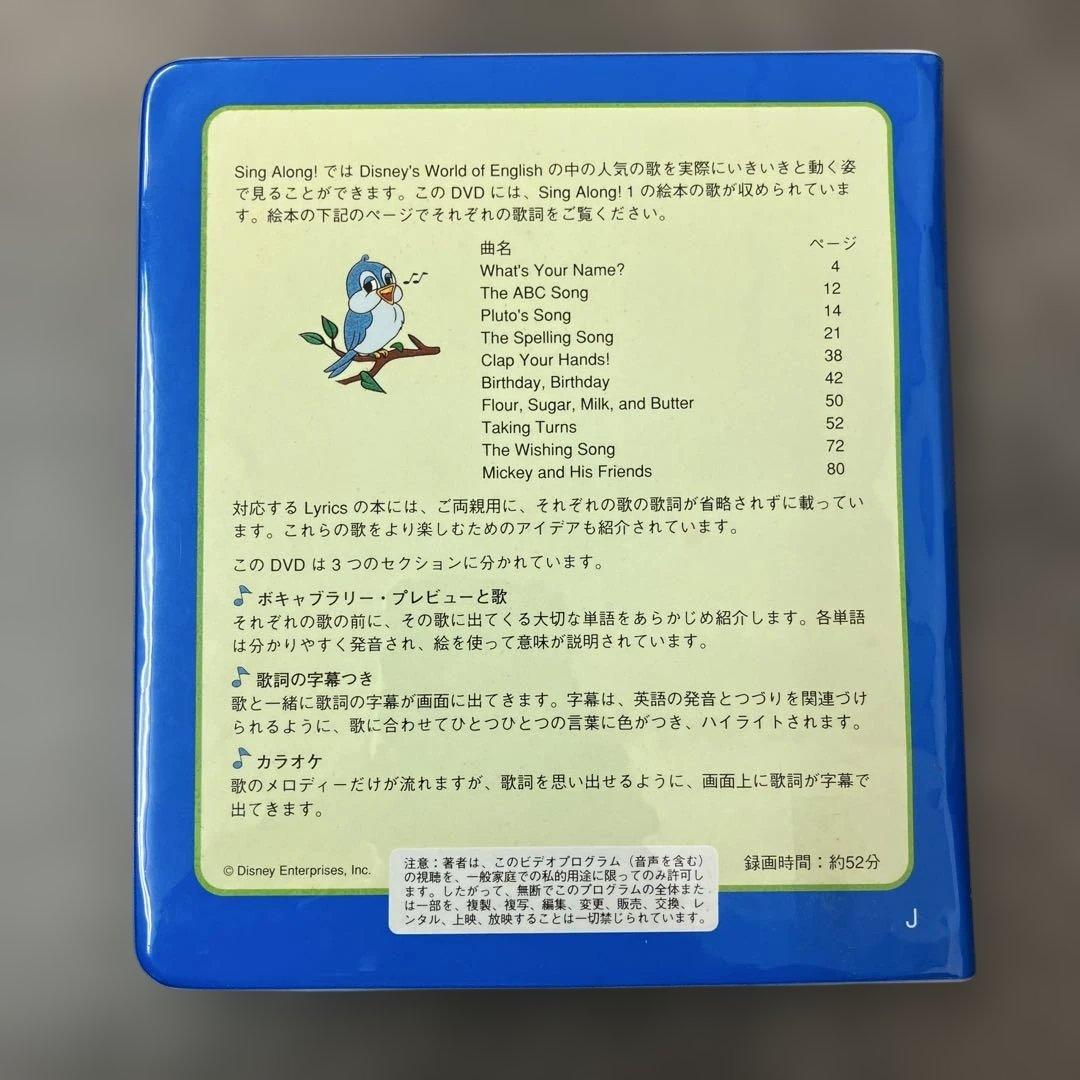 Sing Along! では Disney's World of English の中の人気の歌を実際にいきいきと動く姿
で見ることができます。この DVD には、Sing Along! 1 の絵本の歌が収められていま
す。絵本の下記のページでそれぞれの歌詞をご覧ください。
曲名 ページ
What's Your Name? 4
The ABC Song 12
Pluto's Song 14
The Spelling Song 21
Clap Your Hands! 38
Birthday, Birthday 42
Flour, Sugar, Milk, and Butter 50
Taking Turns 52
The Wishing Song 72
Mickey and His Friends 80
対応する Lyrics の本には、ご両親用に、それぞれの歌の歌詞が省略されずに載ってい
ます。これらの歌をより楽しむためのアイデアも紹介されています。
この DVD は 3 つのセクションに分かれています。
ボキャブラリー・プレビューと歌
それぞれの歌の前に、その歌に出てくる大切な単語をあらかじめ紹介します。各単語
は分かりやすく発音され、絵を使って意味が説明されています。
歌詞の字幕つき
歌と一緒に歌詞の字幕が画面に出てきます。字幕は、英語の発音とつづりを関連づけ
られるように、歌に合わせてひとつひとつの言葉に色がつき、ハイライトされます。
カラオケ
歌のメロディーだけが流れますが、歌詞を思い出せるように、画面上に歌詞が字幕で
出てきます。
© Disney Enterprises, Inc.
注意：著者は、このビデオプログラム（音声を含む）
の視聴を、一般家庭での私的用途に限ってのみ許可し
ます。したがって、無断でこのプログラムの全体また
は一部を、複製、複写、編集、変更、販売、交換、レ
ンタル、上映、放映することは一切禁じられています。
録画時間：約52分
J